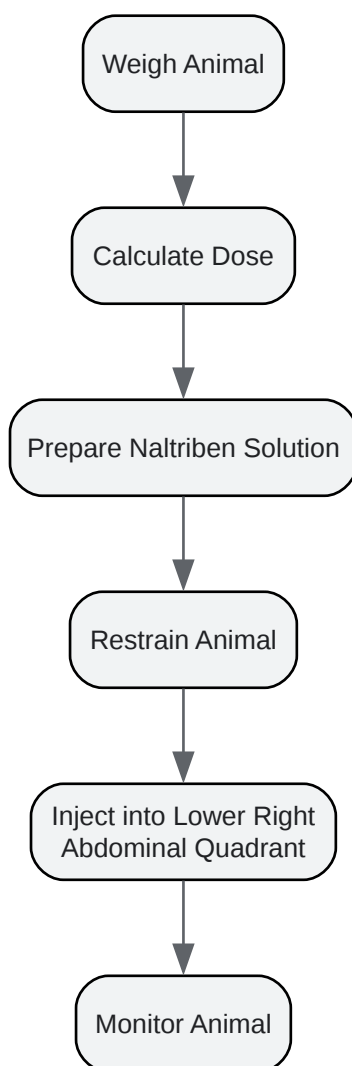 Weigh Animal
Calculate Dose
Prepare Naltriben Solution
Restrain Animal
Inject into Lower Right
Abdominal Quadrant
Monitor Animal